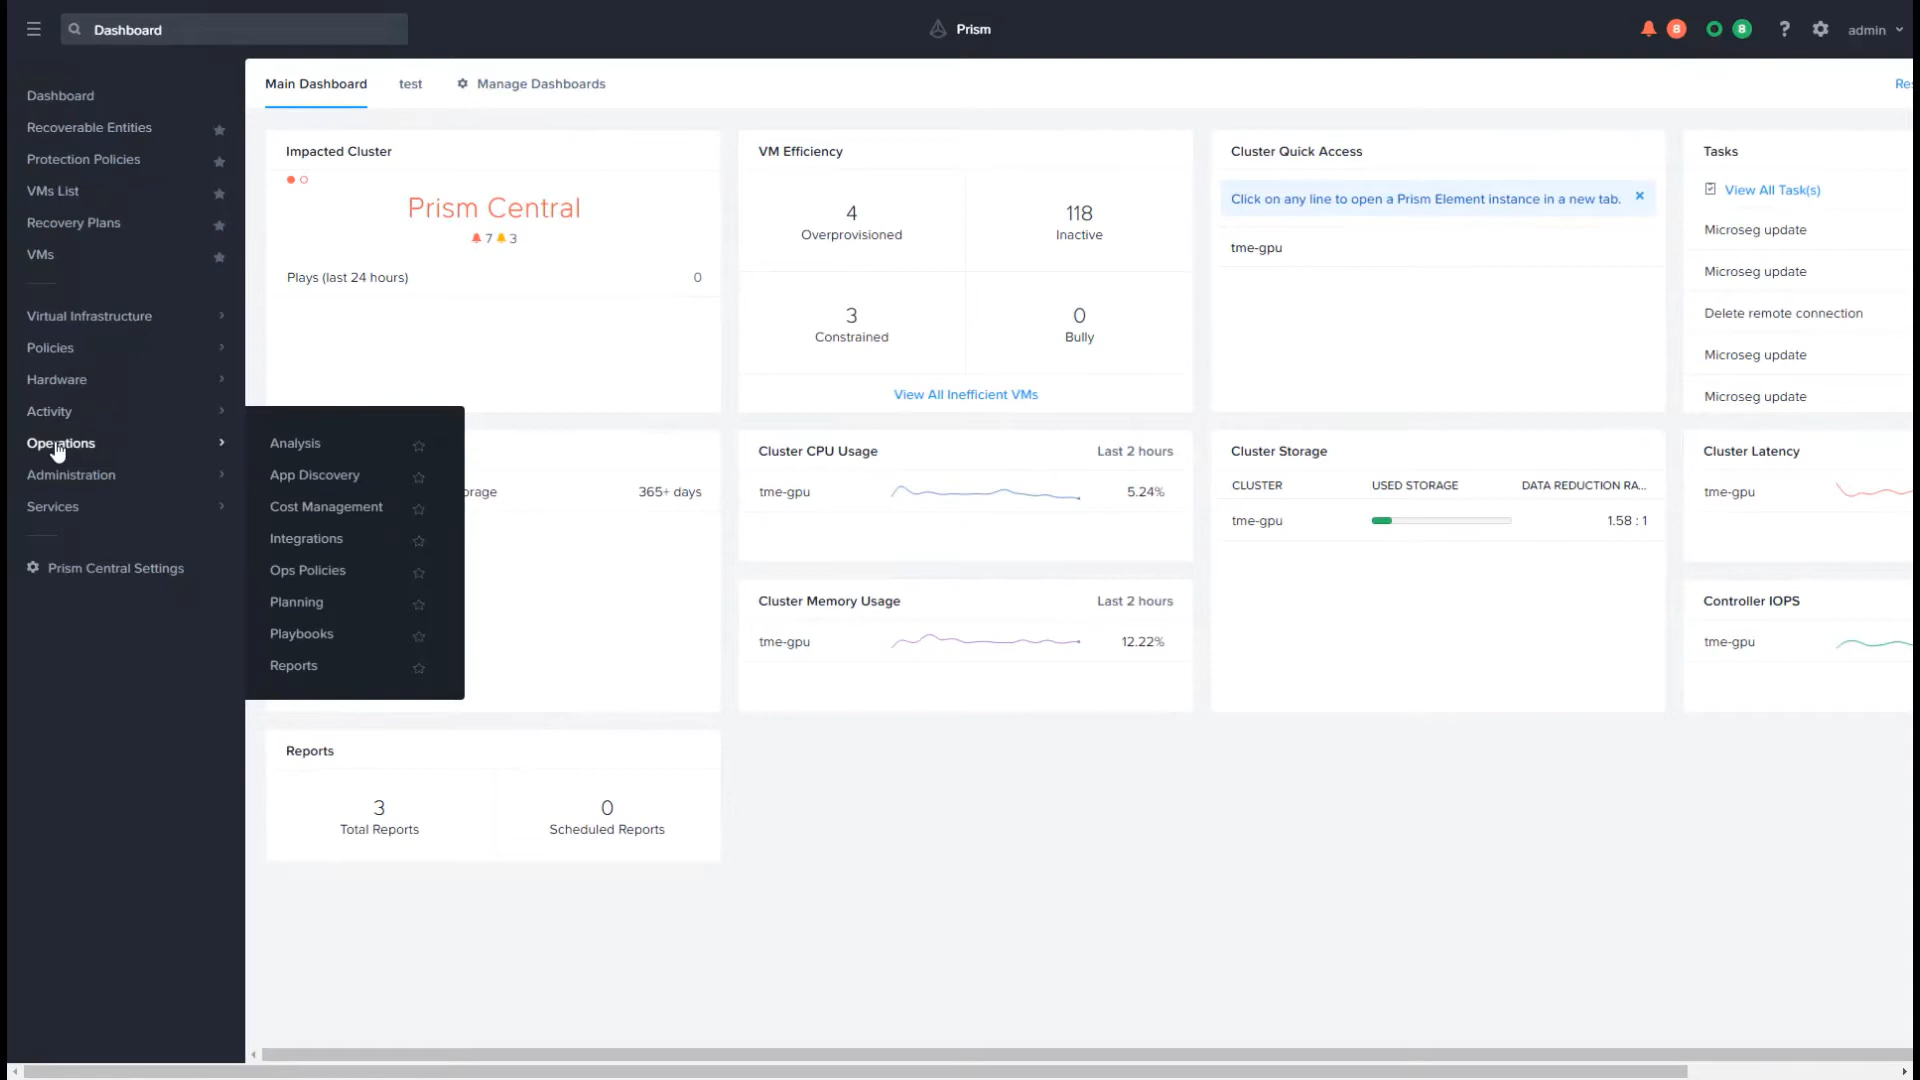 Dashboard
Prism
8
8
?
admin
Dashboard
Recoverable Entities
Protection Policies
VMs List
Recovery Plans
VMs
Virtual Infrastructure
Policies
Hardware
Activity
Operations
Administration
Services
Prism Central Settings
Analysis
App Discovery
Cost Management
Integrations
Ops Policies
Planning
Playbooks
Reports
Main Dashboard
test
Manage Dashboards
Impacted Cluster
Prism Central
7 3
Plays (last 24 hours) 0
VM Efficiency
4
Overprovisioned
118
Inactive
3
Constrained
0
Bully
View All Inefficient VMs
Cluster Quick Access
Click on any line to open a Prism Element instance in a new tab.
tme-gpu
Tasks
View All Task(s)
Microseg update
Microseg update
Delete remote connection
Microseg update
Microseg update
365+ days
Cluster CPU Usage Last 2 hours
tme-gpu 5.24%
Cluster Memory Usage Last 2 hours
tme-gpu 12.22%
Cluster Storage
CLUSTER USED STORAGE DATA REDUCTION RA...
tme-gpu 1.58 : 1
Cluster Latency
tme-gpu
Controller IOPS
tme-gpu
Reports
3
Total Reports
0
Scheduled Reports